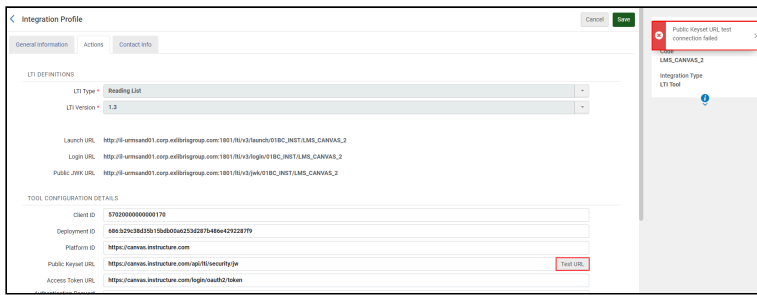 Integration Profile
Cancel
Save
Public Keyset URL test
connection failed
General Information
Actions
Contact Info
Code
LMS_CANVAS_2
Integration Type
LTI Tool
LTI DEFINITIONS
LTI Type * Reading List
LTI Version * 1.3
Launch URL http://il-urmsand01.corp.exlibrisgroup.com:1801/lti/v3/launch/01BC_INST/LMS_CANVAS_2
Login URL http://il-urmsand01.corp.exlibrisgroup.com:1801/lti/v3/login/01BC_INST/LMS_CANVAS_2
Public JWK URL http://il-urmsand01.corp.exlibrisgroup.com:1801/lti/v3/jwk/01BC_INST/LMS_CANVAS_2
TOOL CONFIGURATION DETAILS
Client ID 57020000000000170
Deployment ID 686:b29c38d35b15bdb00a6253d287b486e4292287f9
Platform ID https://canvas.instructure.com
Public Keyset URL https://canvas.instructure.com/api/lti/security/jw Test URL
Access Token URL https://canvas.instructure.com/login/oauth2/token
Authentication Request